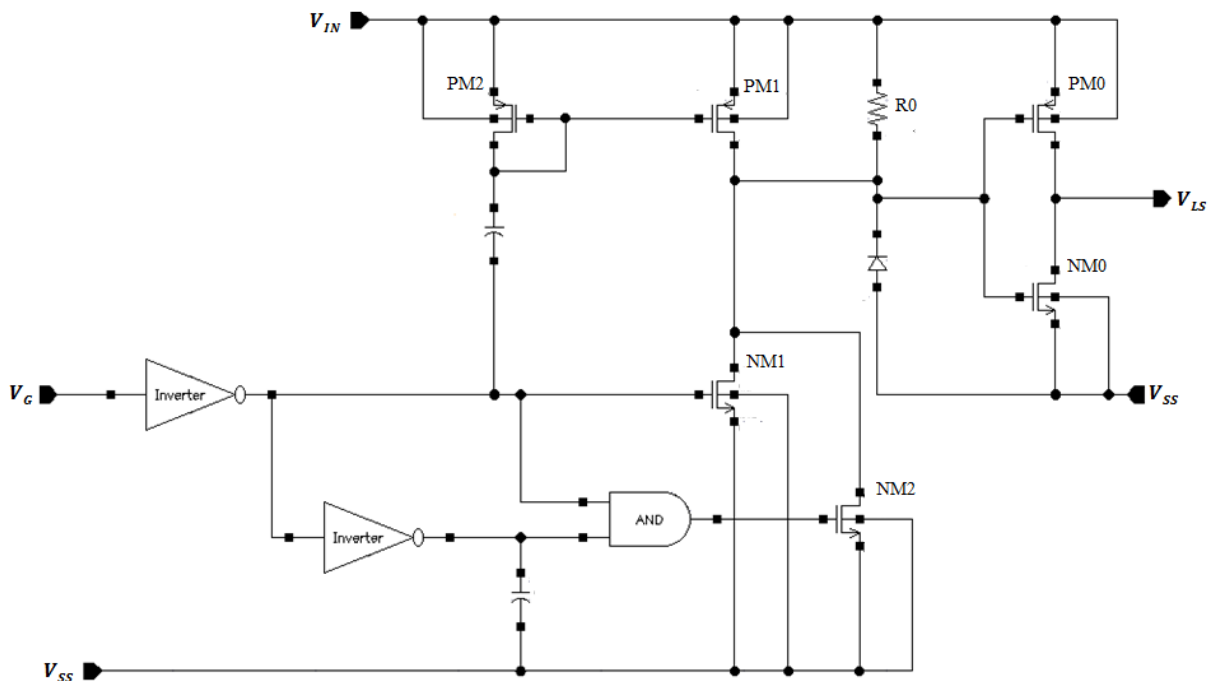 V_IN
PM2
PM1
PM0
R0
V_LS
NM0
NM1
V_G
Inverter
V_SS
NM2
AND
Inverter
V_SS